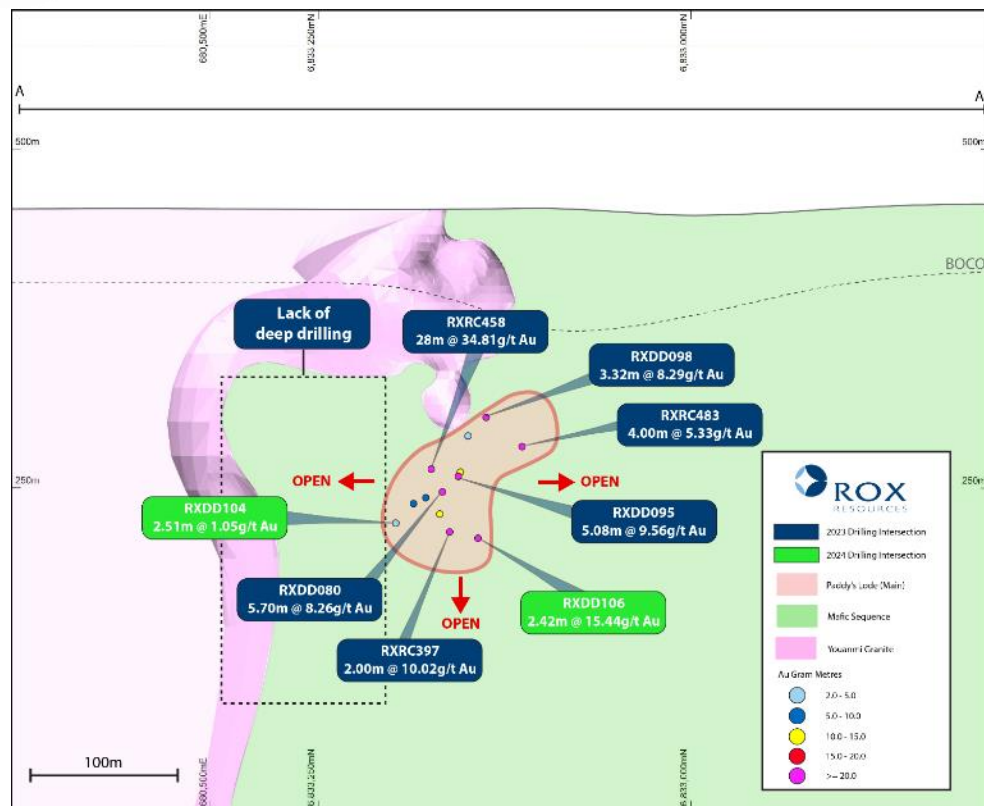 680,500mE
6,833,250mN
6,833,000mN
A
A
500m
500m
BOCO
Lack of
deep drilling
RXRC458
28m @ 34.81g/t Au
RXDD098
3.32m @ 8.29g/t Au
RXRC483
4.00m @ 5.33g/t Au
250m
250m
OPEN
OPEN
RXDD104
2.51m @ 1.05g/t Au
RXDD095
5.08m @ 9.56g/t Au
RXDD080
5.70m @ 8.26g/t Au
OPEN
RXDD106
2.42m @ 15.44g/t Au
RXRC397
2.00m @ 10.02g/t Au
ROX
RESOURCES
2023 Drilling Intersection
2024 Drilling Intersection
Paddy's Lode (Main)
Mafic Sequence
Youanmi Granite
Au Gram Metres
2.0 - 5.0
5.0 - 10.0
10.0 - 15.0
15.0 - 20.0
>= 20.0
100m
680,500mE
6,833,250mN
6,833,000mN